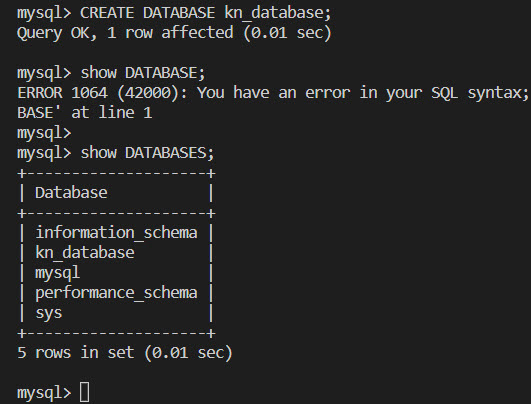 mysql> CREATE DATABASE kn_database;
Query OK, 1 row affected (0.01 sec)
mysql> show DATABASE;
ERROR 1064 (42000): You have an error in your SQL syntax;
BASE' at line 1
mysql>
mysql> show DATABASES;
+--------------------+
| Database           |
+--------------------+
| information_schema |
| kn_database        |
| mysql              |
| performance_schema |
| sys                |
+--------------------+
5 rows in set (0.01 sec)
mysql>